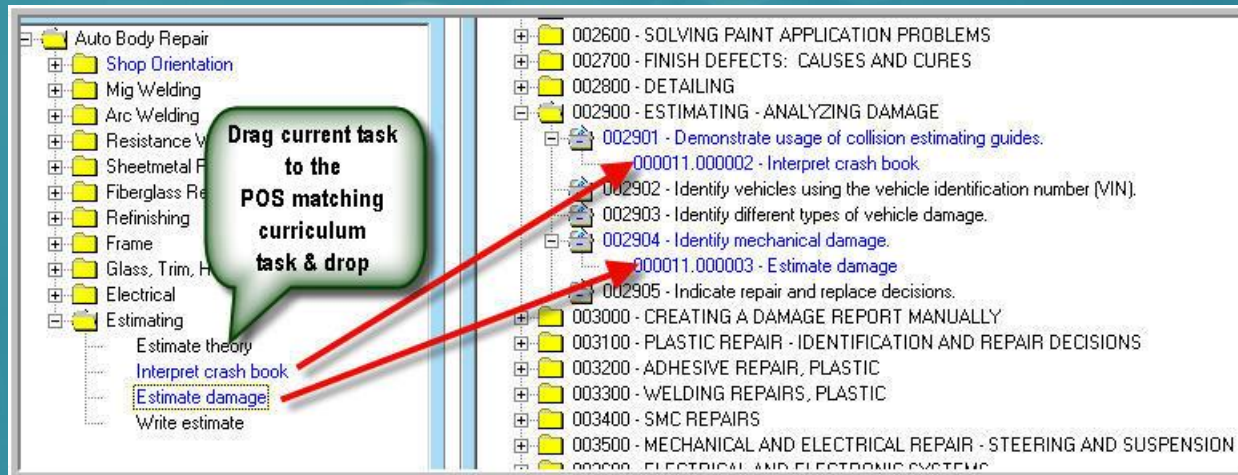 Auto Body Repair
Shop Orientation
Mig Welding
Arc Welding
Resistance
Sheetmetal
Fiberglass
Refinishing
Frame
Glass, Trim,
Electrical
Estimating
Estimate theory
Interpret crash book
Estimate damage
Write estimate
Drag current task
to the
POS matching
curriculum
task & drop
002600 - SOLVING PAINT APPLICATION PROBLEMS
002700 - FINISH DEFECTS: CAUSES AND CURES
002800 - DETAILING
002900 - ESTIMATING - ANALYZING DAMAGE
002901 - Demonstrate usage of collision estimating guides.
000011.000002 - Interpret crash book
002902 - Identify vehicles using the vehicle identification number (VIN).
002903 - Identify different types of vehicle damage.
002904 - Identify mechanical damage.
000011.000003 - Estimate damage
002905 - Indicate repair and replace decisions.
003000 - CREATING A DAMAGE REPORT MANUALLY
003100 - PLASTIC REPAIR - IDENTIFICATION AND REPAIR DECISIONS
003200 - ADHESIVE REPAIR, PLASTIC
003300 - WELDING REPAIRS, PLASTIC
003400 - SMC REPAIRS
003500 - MECHANICAL AND ELECTRICAL REPAIR - STEERING AND SUSPENSION
ELECTRICAL AND ELECTRONIC SYSTEMS